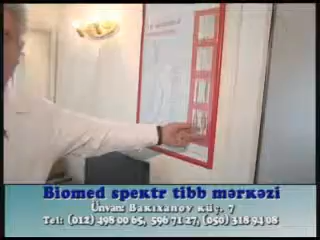 Biomed spektr tibb mərkəzi
Ünvan: Bakıxanov küç. 7
Tel: (012) 498 00 65, 596 71 27, (050) 318 94 08